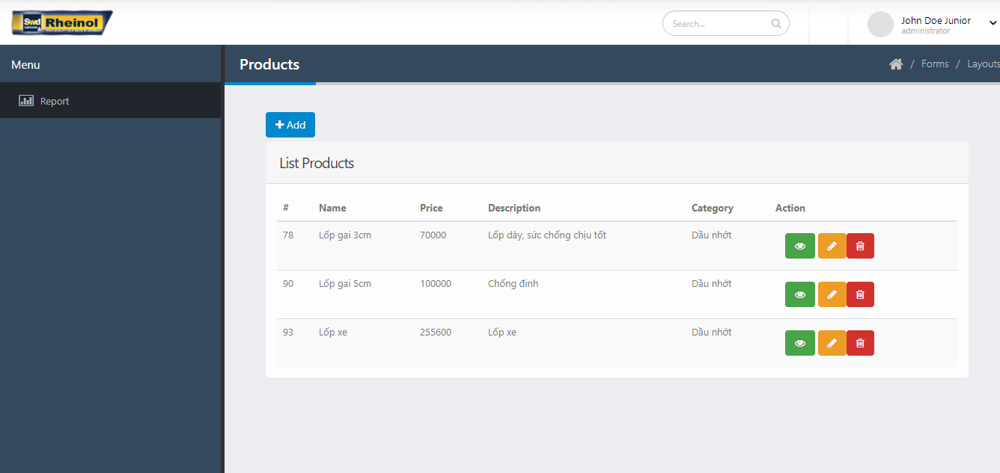 Swd Rheinol
Search...
John Doe Junior
administrator
Menu
Products
/ Forms / Layouts
Report
Add
List Products
# Name Price Description Category Action
78 Lốp gai 3cm 70000 Lốp dày, sức chống chịu tốt Dầu nhớt
90 Lốp gai 5cm 100000 Chống đinh Dầu nhớt
93 Lốp xe 255600 Lốp xe Dầu nhớt